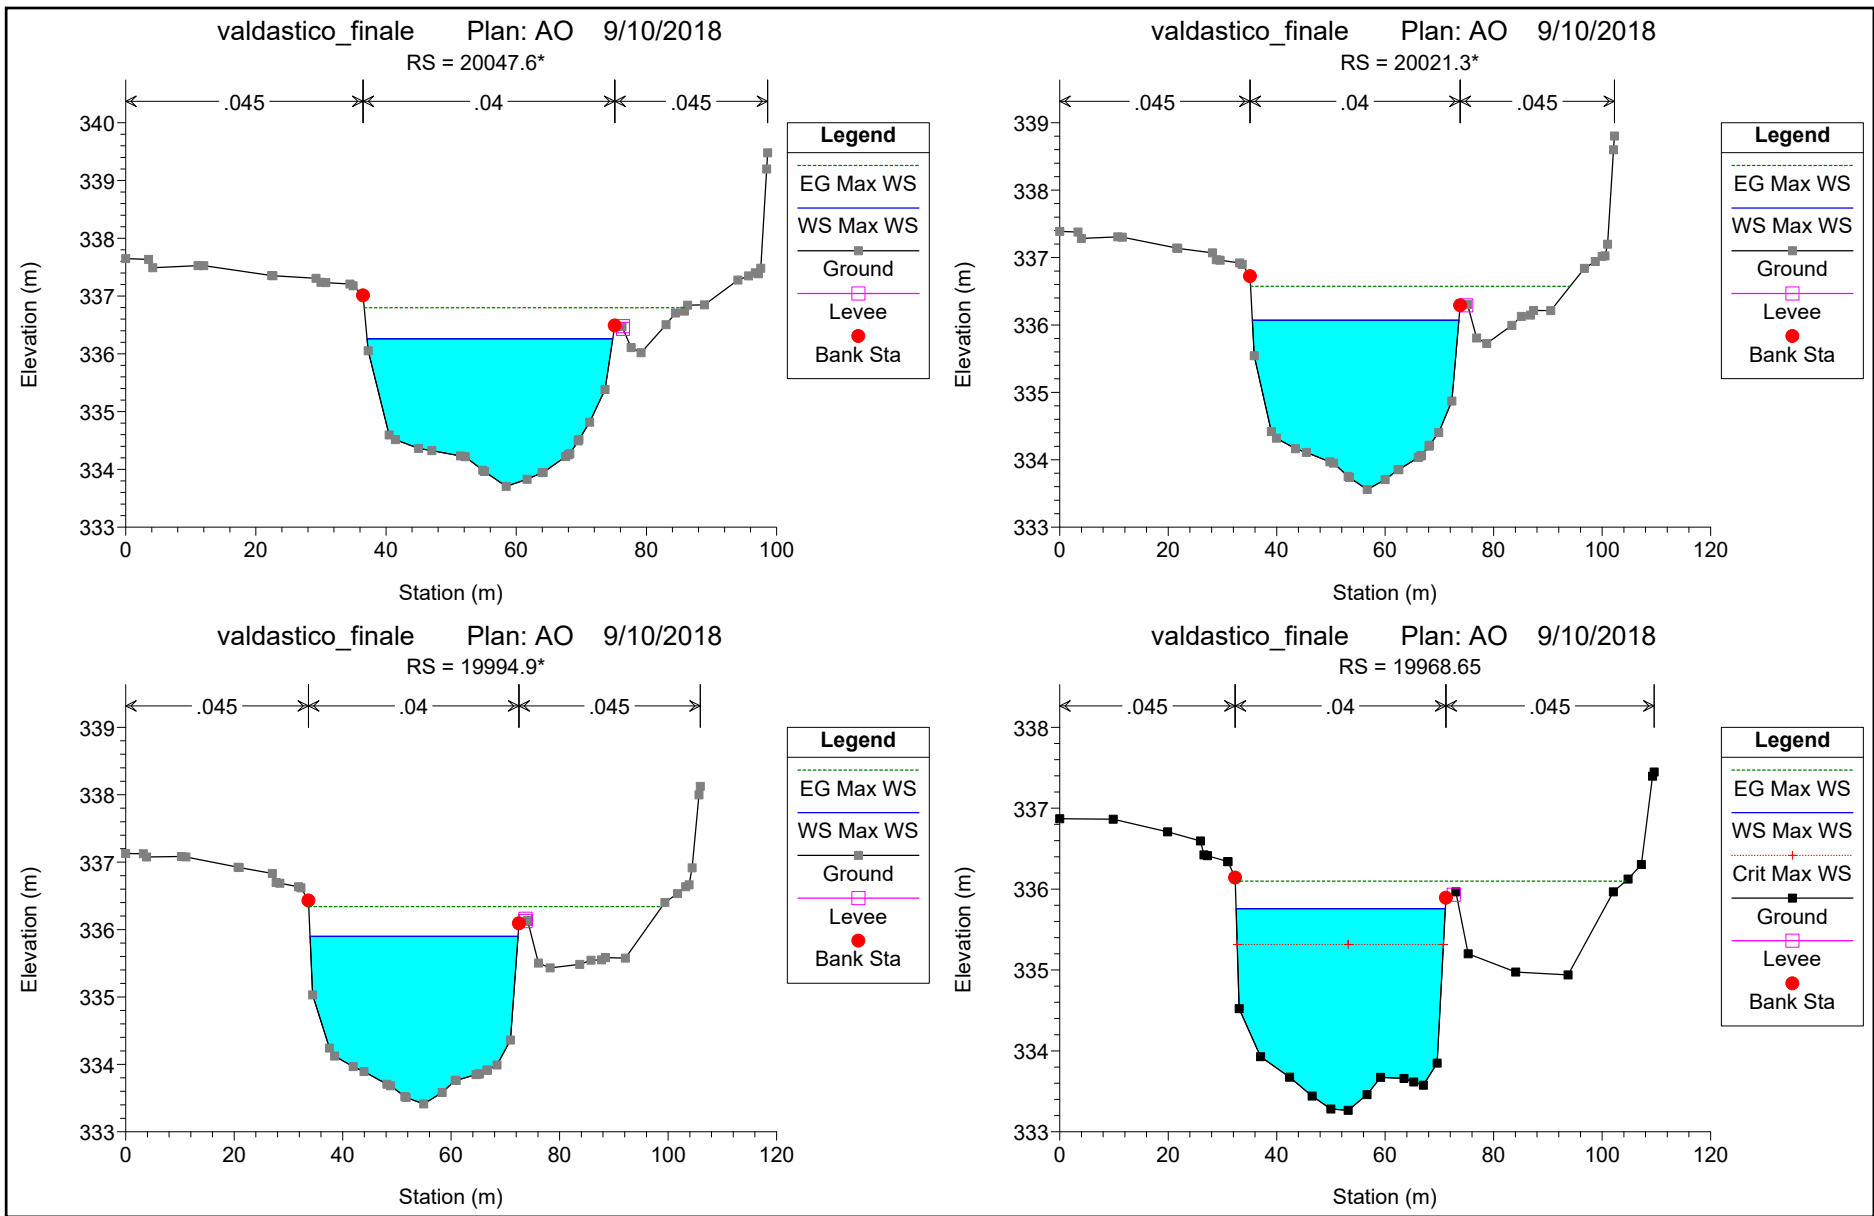 valdastico_finale Plan: AO 9/10/2018
RS = 20047.6*
.045 .04 .045
340
339
338
337
336
335
334
333
0 20 40 60 80 100
Station (m)
Elevation (m)
Legend
EG Max WS
WS Max WS
Ground
Levee
Bank Sta
valdastico_finale Plan: AO 9/10/2018
RS = 20021.3*
.045 .04 .045
339
338
337
336
335
334
333
0 20 40 60 80 100 120
Station (m)
Elevation (m)
Legend
EG Max WS
WS Max WS
Ground
Levee
Bank Sta
valdastico_finale Plan: AO 9/10/2018
RS = 19994.9*
.045 .04 .045
339
338
337
336
335
334
333
0 20 40 60 80 100 120
Station (m)
Elevation (m)
Legend
EG Max WS
WS Max WS
Ground
Levee
Bank Sta
valdastico_finale Plan: AO 9/10/2018
RS = 19968.65
.045 .04 .045
338
337
336
335
334
333
0 20 40 60 80 100 120
Station (m)
Elevation (m)
Legend
EG Max WS
WS Max WS
Crit Max WS
Ground
Levee
Bank Sta